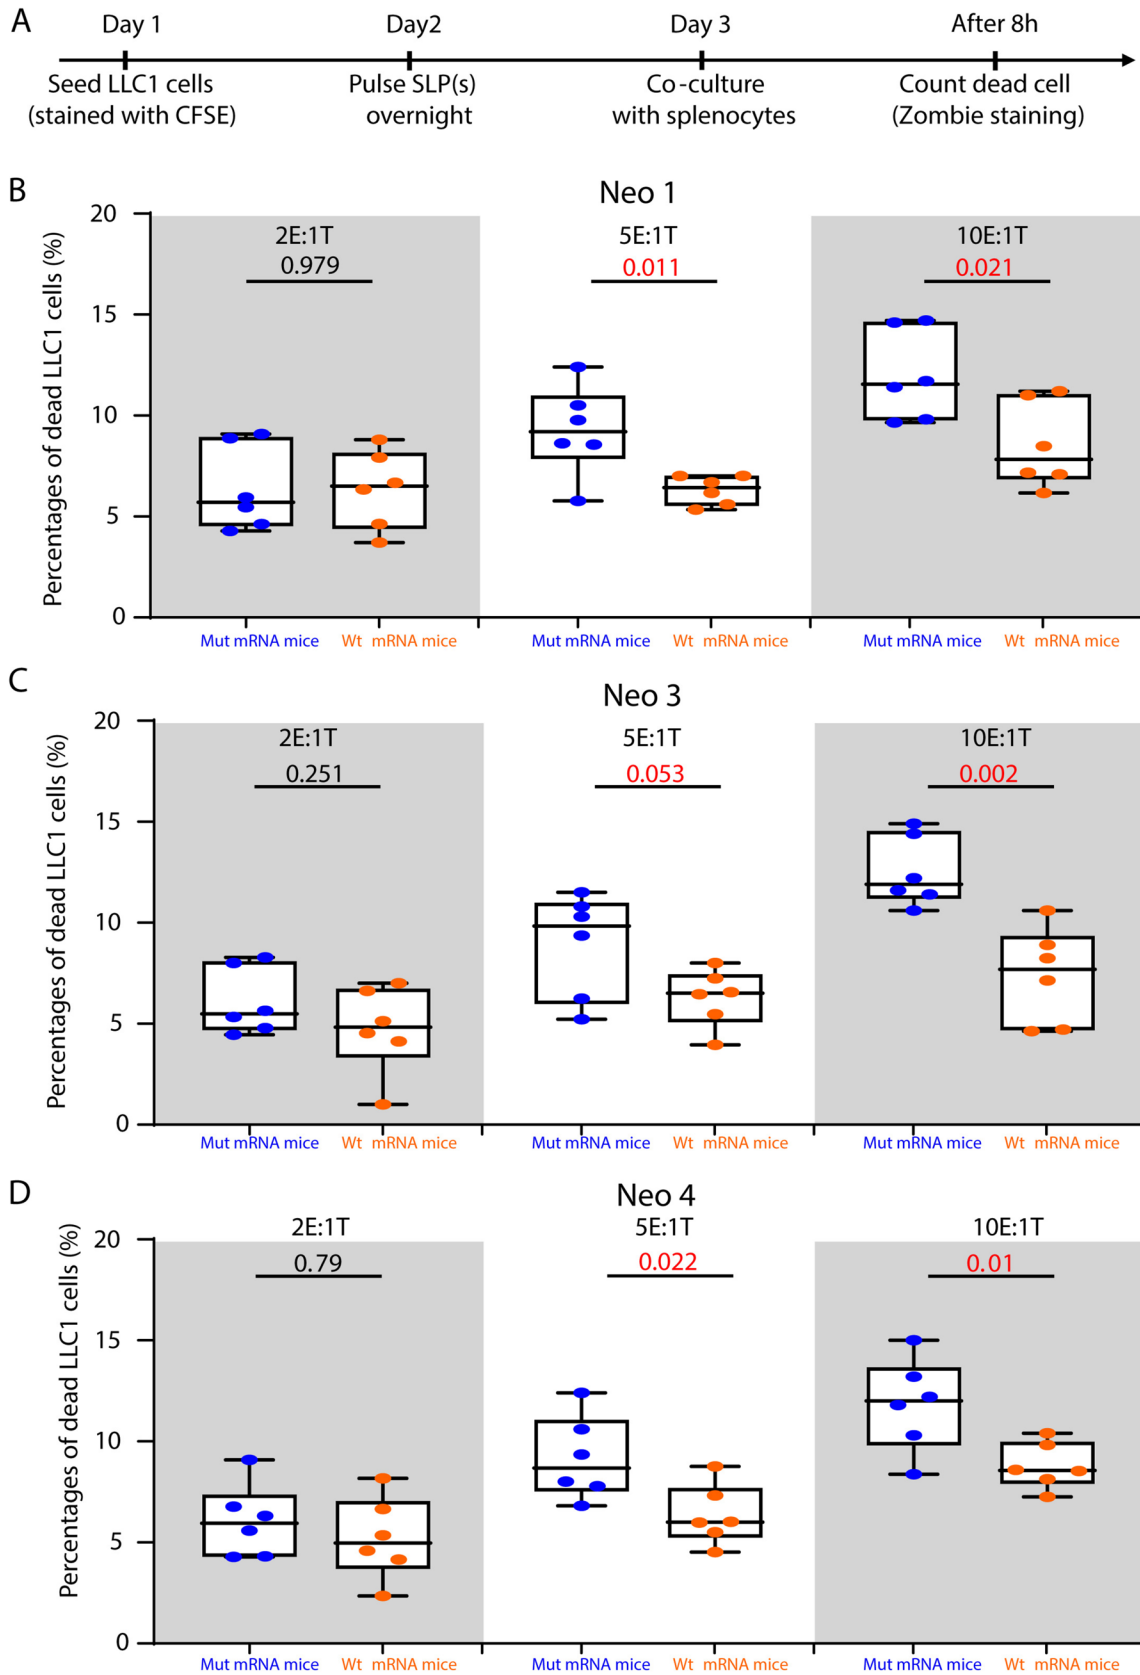 A
Day 1 Day2 Day 3 After 8h
Seed LLC1 cells Pulse SLP(s) Co-culture Count dead cell
(stained with CFSE) overnight with splenocytes (Zombie staining)
B
Neo 1
Percentages of dead LLC1 cells (%)
20
15
10
5
0
2E:1T 5E:1T 10E:1T
0.979 0.011 0.021
Mut mRNA mice Wt mRNA mice Mut mRNA mice Wt mRNA mice Mut mRNA mice Wt mRNA mice
C
Neo 3
Percentages of dead LLC1 cells (%)
20
15
10
5
0
2E:1T 5E:1T 10E:1T
0.251 0.053 0.002
Mut mRNA mice Wt mRNA mice Mut mRNA mice Wt mRNA mice Mut mRNA mice Wt mRNA mice
D
Neo 4
Percentages of dead LLC1 cells (%)
20
15
10
5
0
2E:1T 5E:1T 10E:1T
0.79 0.022 0.01
Mut mRNA mice Wt mRNA mice Mut mRNA mice Wt mRNA mice Mut mRNA mice Wt mRNA mice